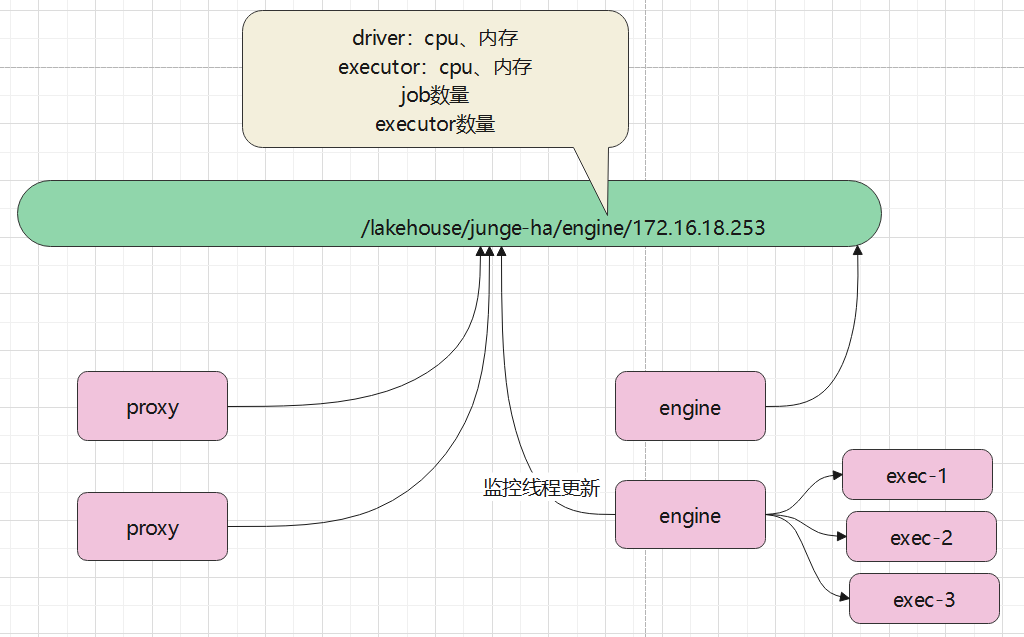 driver：cpu、内存
executor：cpu、内存
job数量
executor数量
/lakehouse/junge-ha/engine/172.16.18.253
proxy
engine
exec-1
监控线程更新
proxy
engine
exec-2
exec-3